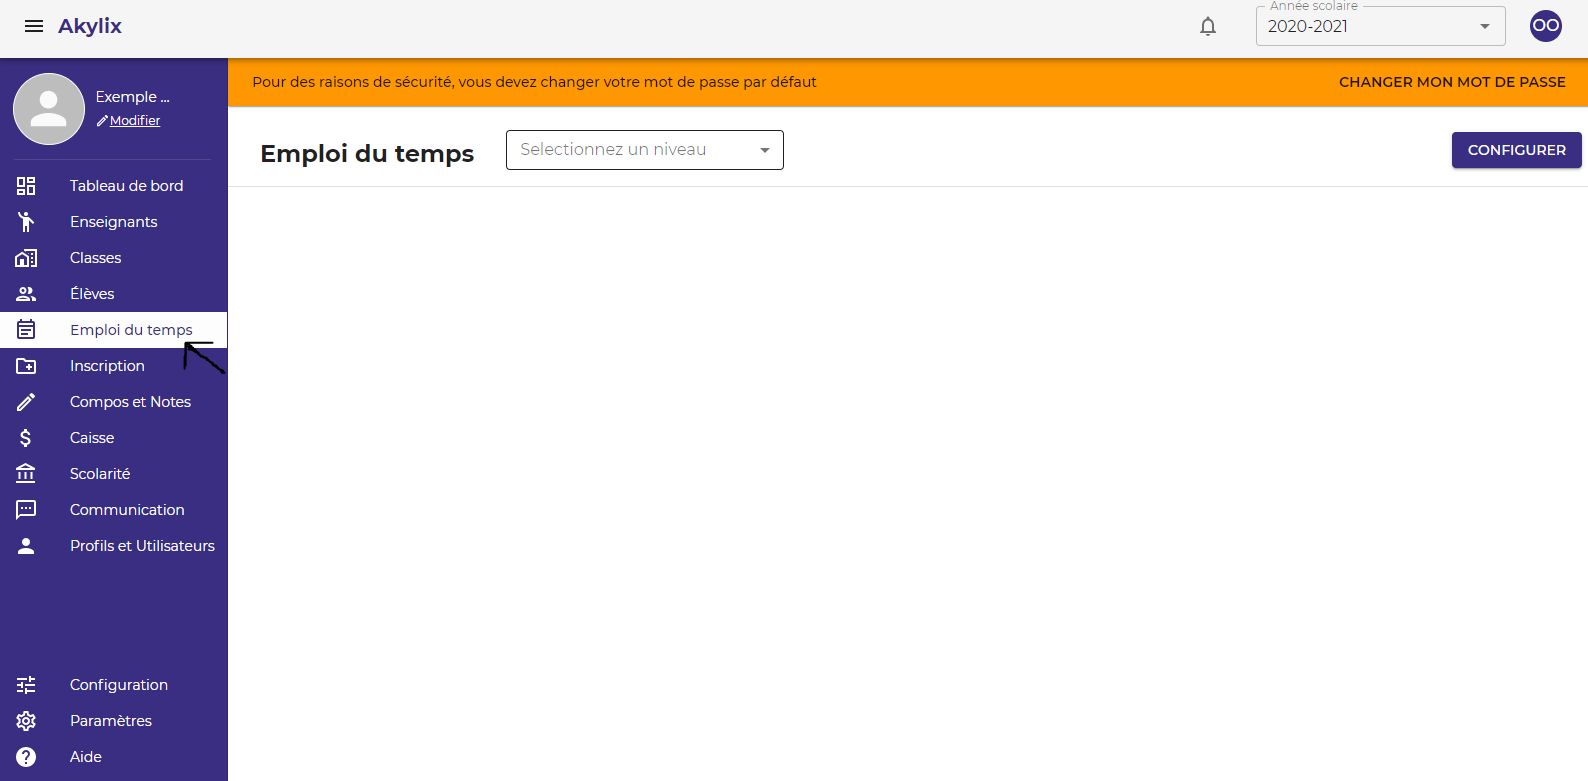 Akylix
Année scolaire
2020-2021
OO
Exemple ...
Modifier
Pour des raisons de sécurité, vous devez changer votre mot de passe par défaut
CHANGER MON MOT DE PASSE
Emploi du temps
Selectionnez un niveau
CONFIGURER
Tableau de bord
Enseignants
Classes
Élèves
Emploi du temps
Inscription
Compos et Notes
Caisse
Scolarité
Communication
Profils et Utilisateurs
Configuration
Paramètres
Aide